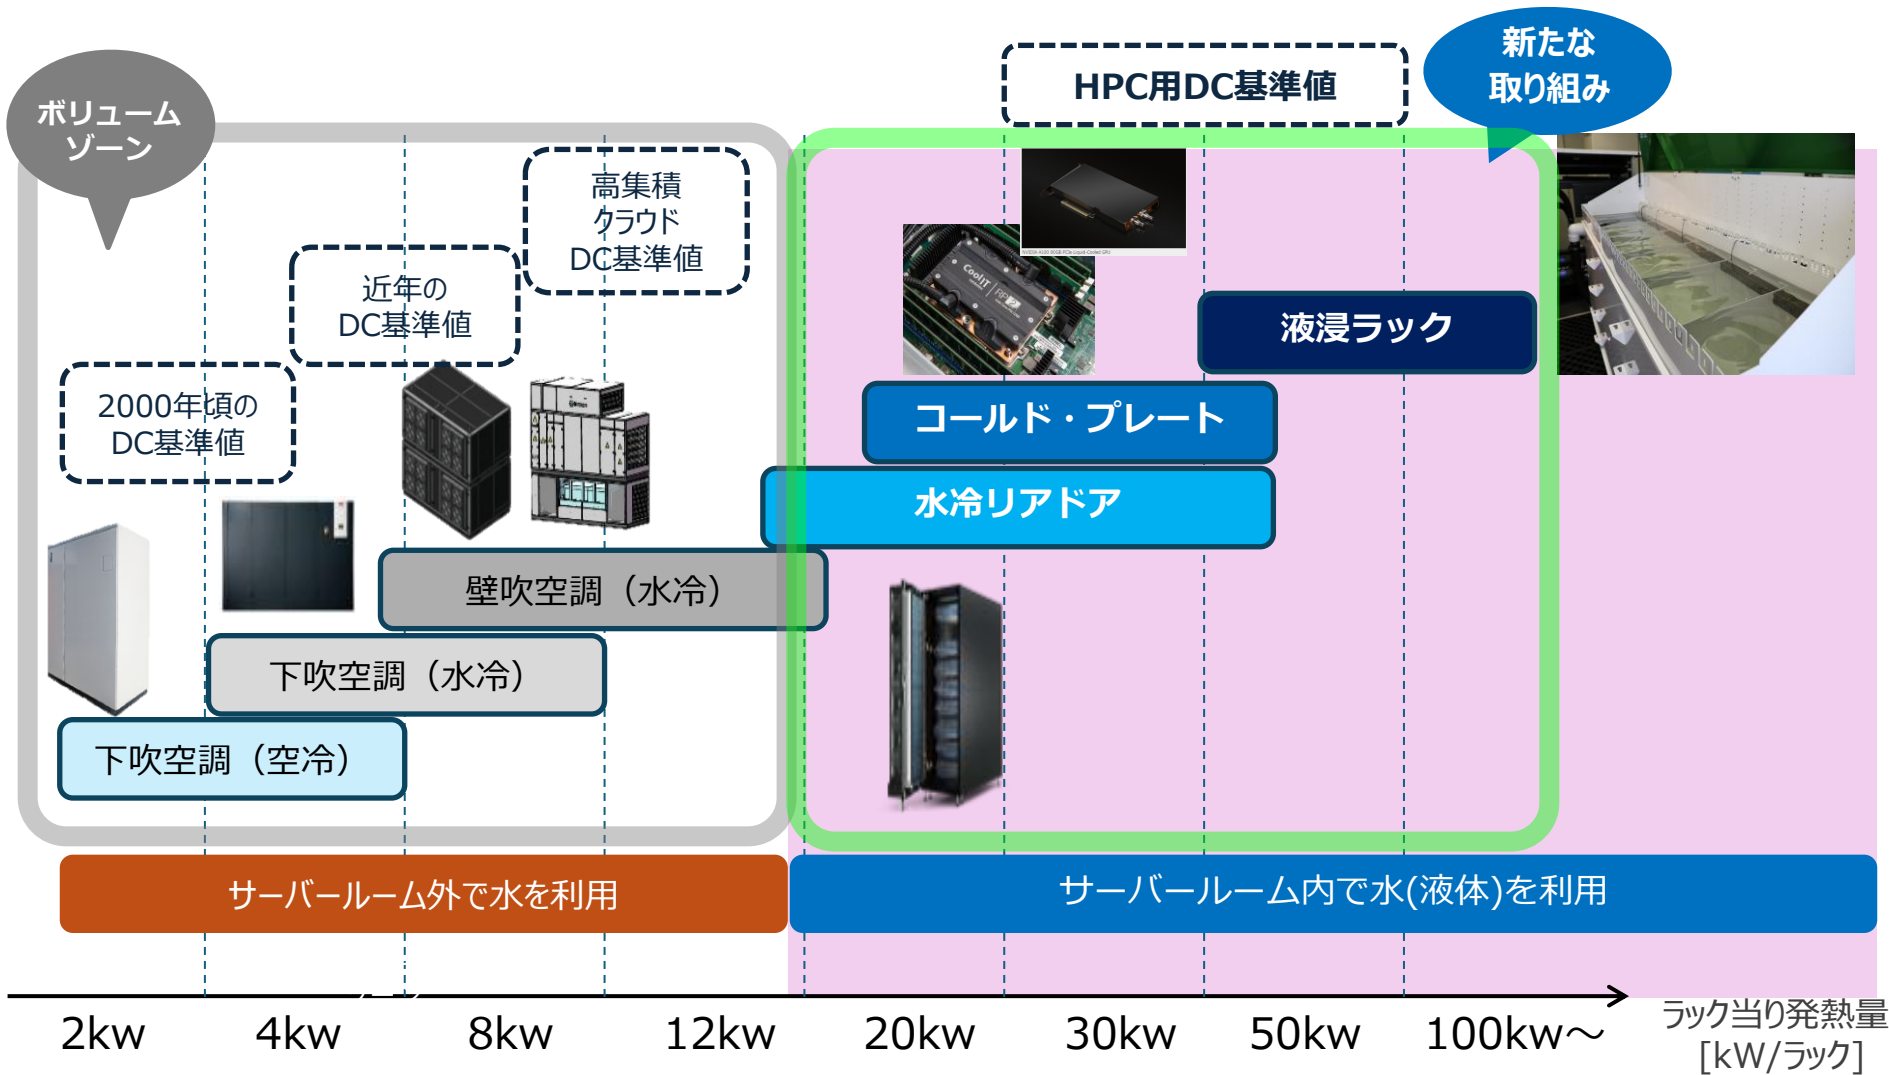 ボリューム
ゾーン
HPC用DC基準値
新たな
取り組み
高集積
クラウド
DC基準値
近年の
DC基準値
2000年頃の
DC基準値
CoolIT
液浸ラック
コールド・プレート
水冷リアドア
壁吹空調（水冷）
下吹空調（水冷）
下吹空調（空冷）
サーバールーム外で水を利用
サーバールーム内で水(液体)を利用
2kw
4kw
8kw
12kw
20kw
30kw
50kw
100kw～
ラック当り発熱量
[kW/ラック]